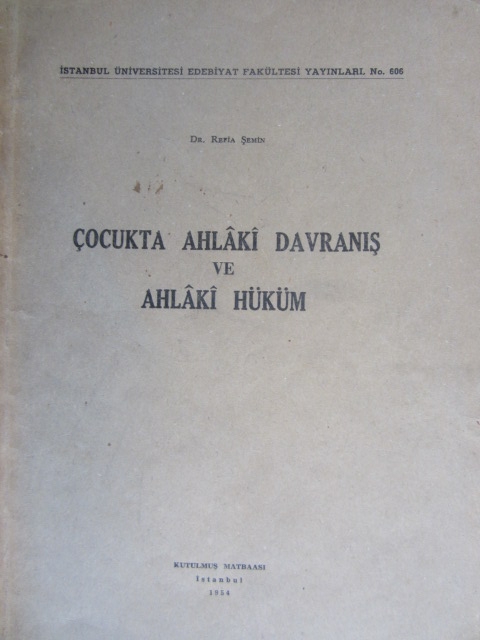 İSTANBUL ÜNİVERSİTESİ EDEBİYAT FAKÜLTESİ YAYINLARI, No. 606
DR. REFİA ŞEMİN
ÇOCUKTA AHLÂKÎ DAVRANIŞ
VE
AHLÂKÎ HÜKÜM
KUTULMUŞ MATBAASI
İstanbul
1954